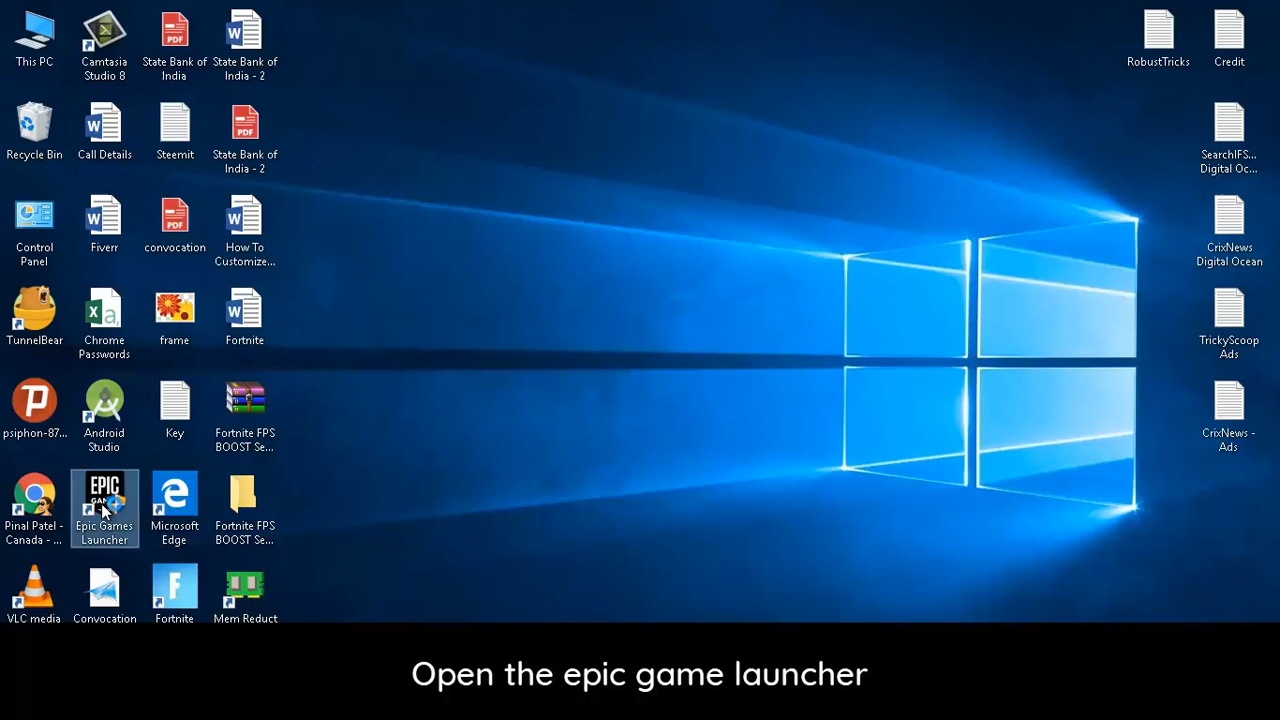 This PC
Camtasia
Studio 8
State Bank of
India
State Bank of
India - 2
Recycle Bin
Call Details
Steemit
State Bank of
India - 2
Control
Panel
Fiverr
convocation
How To
Customize...
TunnelBear
Chrome
Passwords
frame
Fortnite
psiphon-87...
Android
Studio
Key
Fortnite FPS
BOOST Se...
Pinal Patel -
Canada - ...
EPIC
Epic Games
Launcher
Microsoft
Edge
Fortnite FPS
BOOST Se...
VLC media
Convocation
Fortnite
Mem Reduct
RobustTricks
Credit
SearchIFS...
Digital Oc...
CrixNews
Digital Ocean
TrickyScoop
Ads
CrixNews -
Ads
Open the epic game launcher